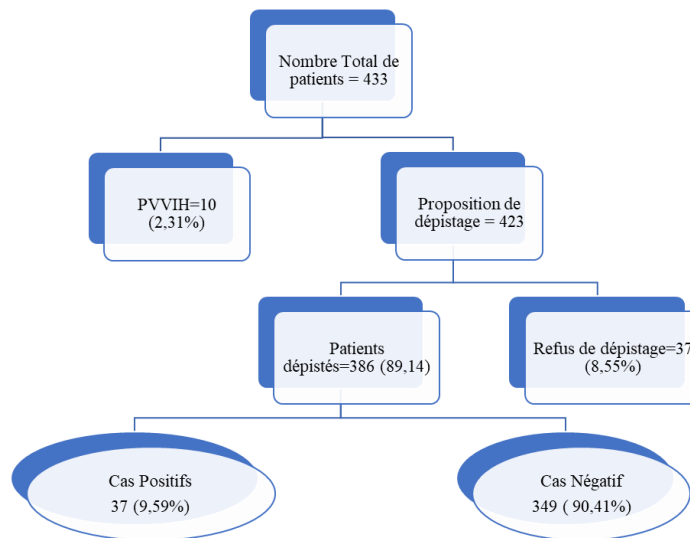 Nombre Total de
patients = 433
PVVIH=10
(2,31%)
Proposition de
dépistage = 423
Patients
dépistés=386 (89,14)
Refus de dépistage=37
(8,55%)
Cas Positifs
37 (9,59%)
Cas Négatif
349 ( 90,41%)